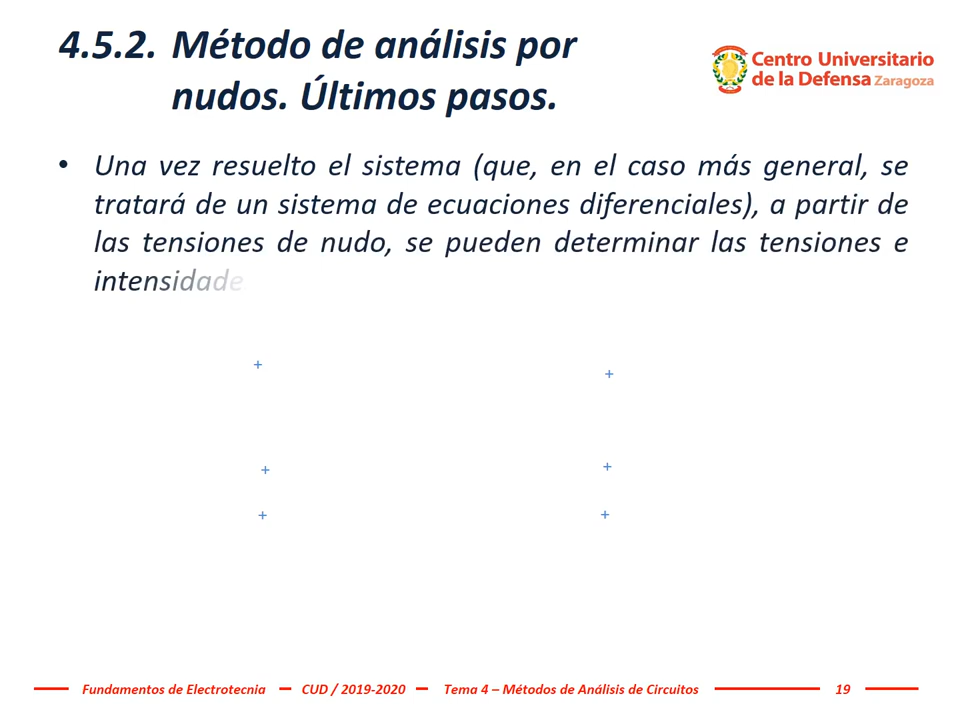 4.5.2. Método de análisis por
nudos. Últimos pasos.
Centro Universitario
de la Defensa Zaragoza
• Una vez resuelto el sistema (que, en el caso más general, se
tratará de un sistema de ecuaciones diferenciales), a partir de
las tensiones de nudo, se pueden determinar las tensiones e
intensidade
+
+
+
+
+
+
Fundamentos de Electrotecnia – CUD / 2019-2020 – Tema 4 – Métodos de Análisis de Circuitos 19